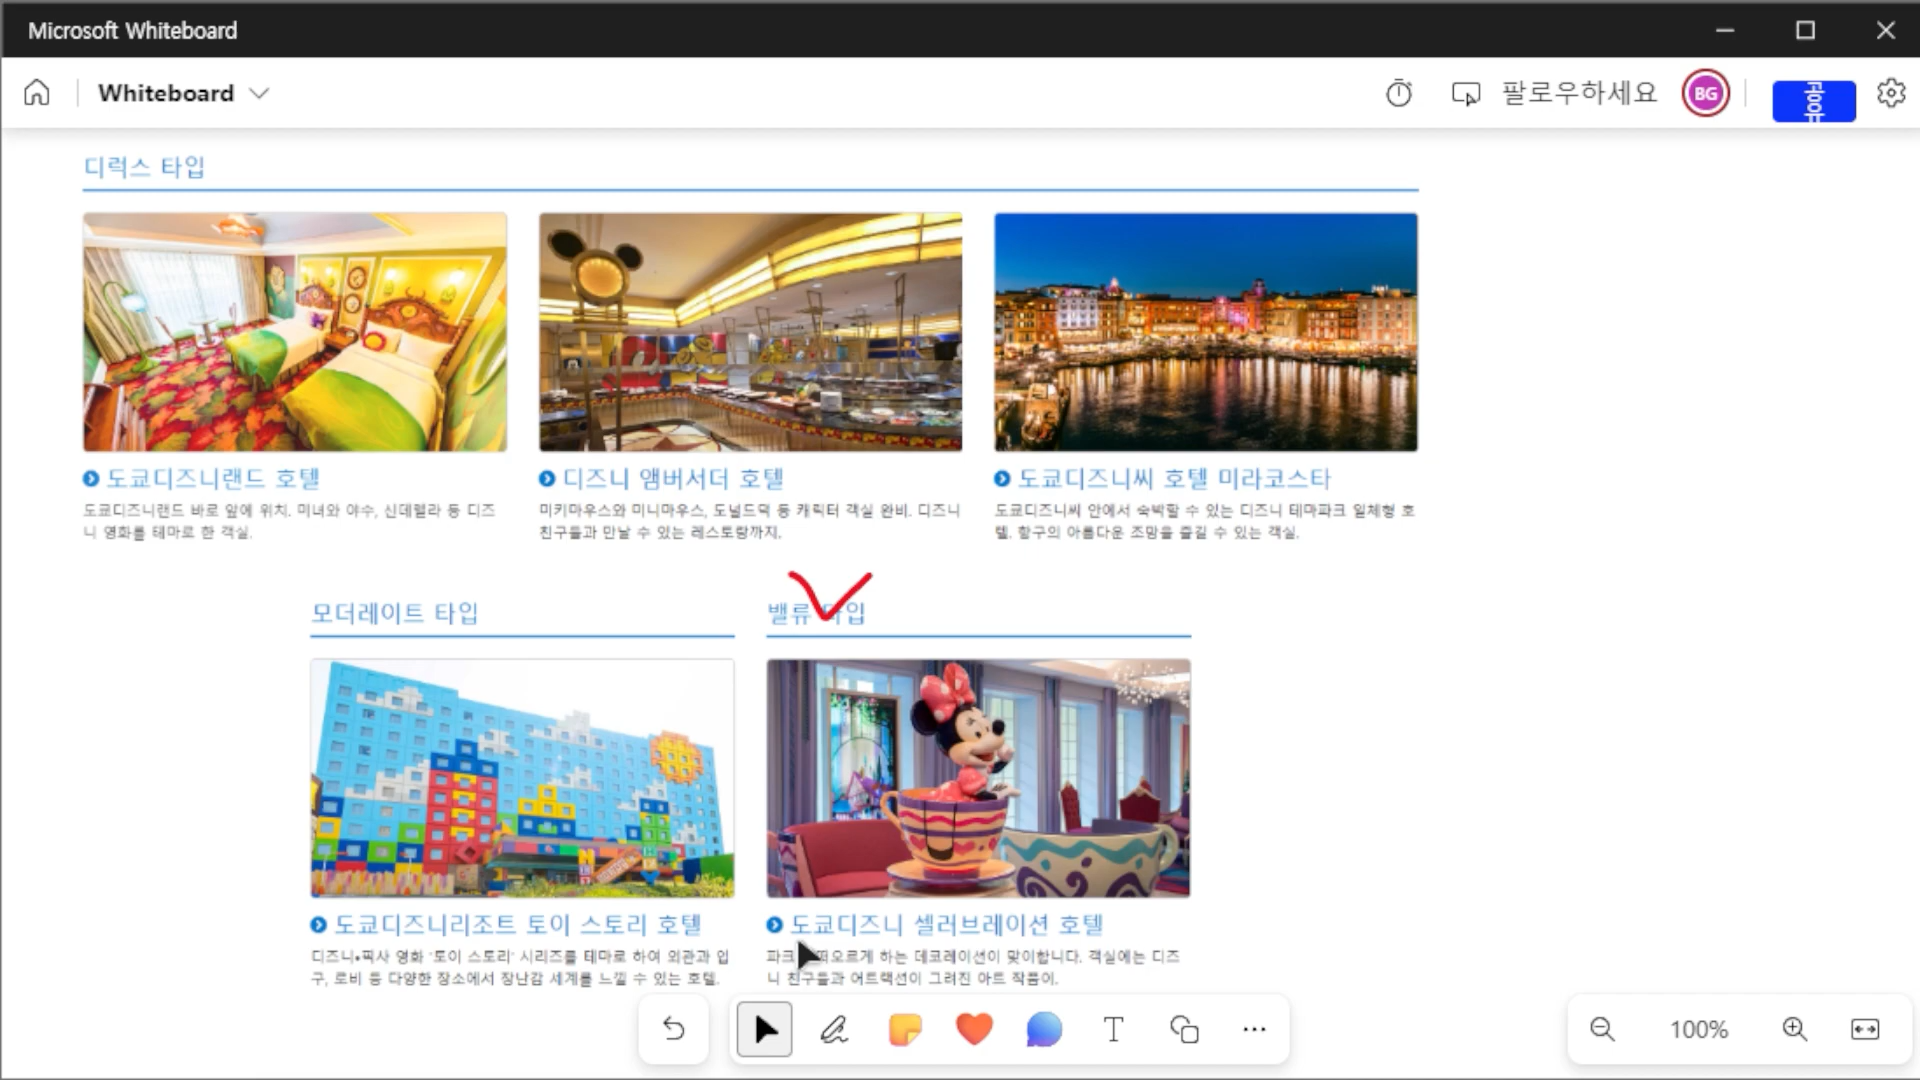 Microsoft Whiteboard
Whiteboard
팔로우하세요
BG
공유
디럭스 타입
도쿄디즈니랜드 호텔
도쿄디즈니랜드 바로 앞에 위치. 미녀와 야수, 신데렐라 등 디즈
니 영화를 테마로 한 객실.
디즈니 앰버서더 호텔
미키마우스와 미니마우스, 도널드덕 등 캐릭터 객실 완비. 디즈니
친구들과 만날 수 있는 레스토랑까지.
도쿄디즈니씨 호텔 미라코스타
도쿄디즈니씨 안에서 숙박할 수 있는 디즈니 테마파크 일체형 호
텔. 항구의 아름다운 조망을 즐길 수 있는 객실.
모더레이트 타입
도쿄디즈니리조트 토이 스토리 호텔
디즈니•픽사 영화 '토이 스토리' 시리즈를 테마로 하여 외관과 입
구, 로비 등 다양한 장소에서 장난감 세계를 느낄 수 있는 호텔.
밸류 타입
도쿄디즈니 셀러브레이션 호텔
파크 떠오르게 하는 데코레이션이 맞이합니다. 객실에는 디즈
니 친구들과 어트랙션이 그려진 아트 작품이.
100%